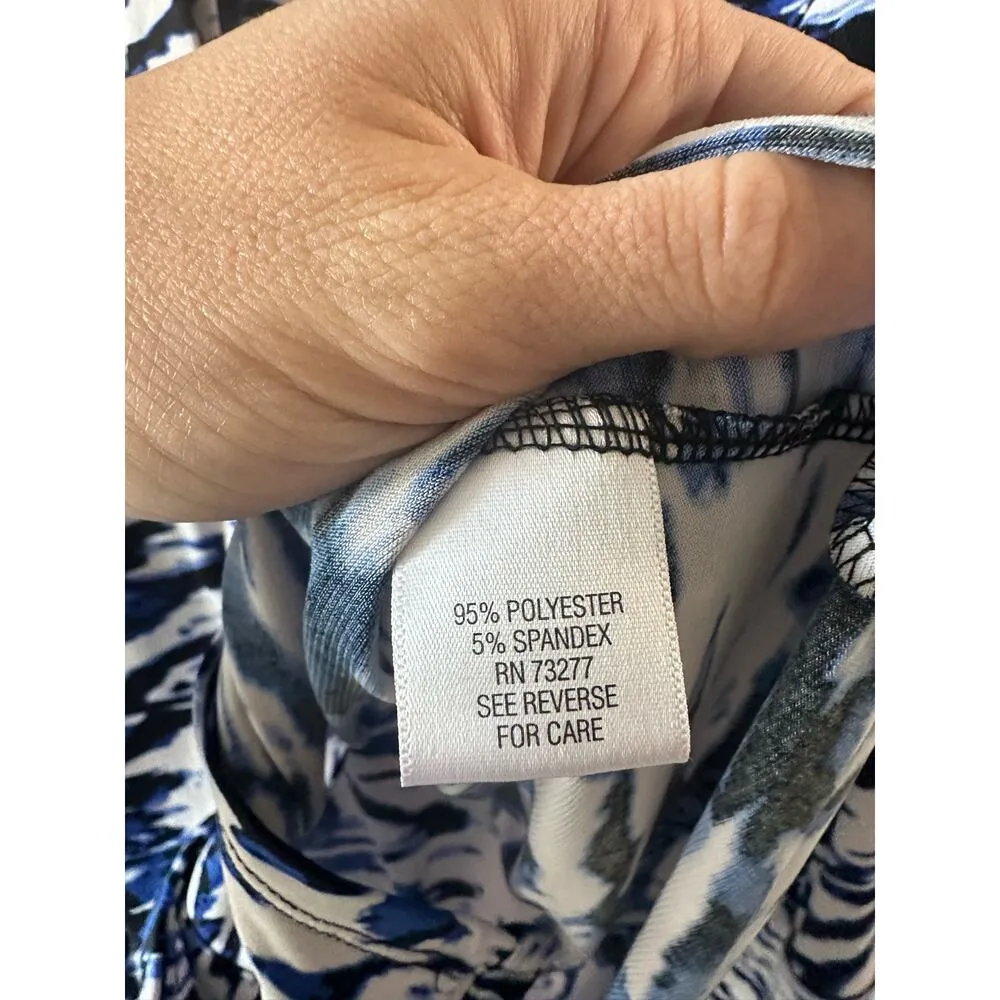 95% POLYESTER
5% SPANDEX
RN 73277
SEE REVERSE
FOR CARE